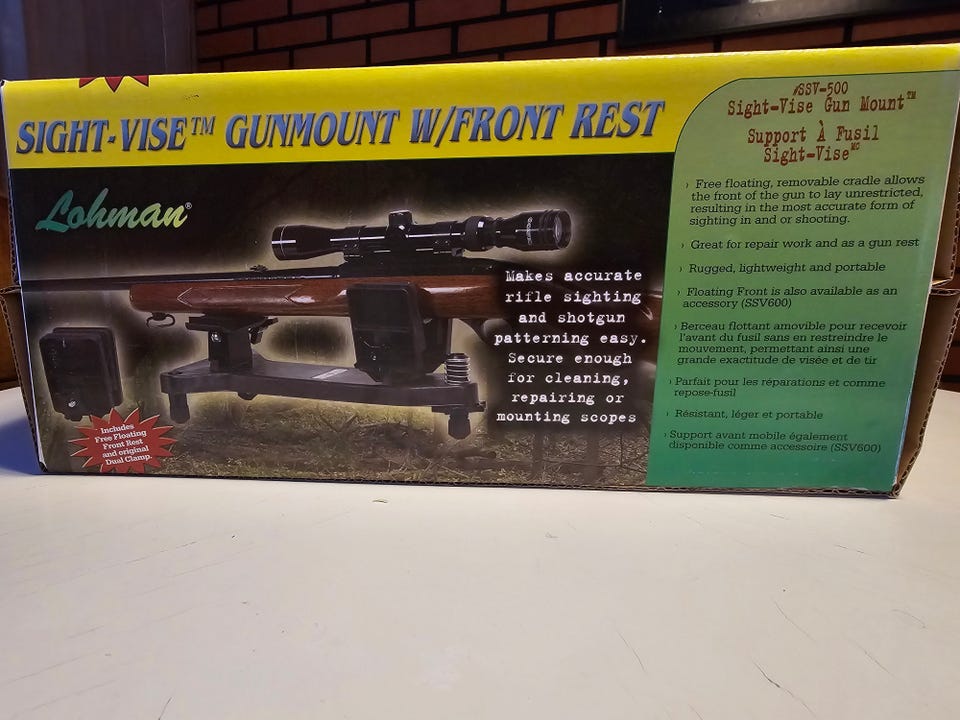 SIGHT-VISE™ GUNMOUNT W/FRONT REST
Lohman®
Makes accurate
rifle sighting
and shotgun
patterning easy.
Secure enough
for cleaning,
repairing or
mounting scopes
Includes
Free Floating
Front Rest
and original
Dual Clamp.
#SSV-500
Sight-Vise Gun Mount™
Support À Fusil
Sight-Vise MC
› Free floating, removable cradle allows
the front of the gun to lay unrestricted,
resulting in the most accurate form of
sighting in and or shooting.
› Great for repair work and as a gun rest
› Rugged, lightweight and portable
› Floating Front is also available as an
accessory (SSV600)
› Berceau flottant amovible pour recevoir
l'avant du fusil sans en restreindre le
mouvement, permettant ainsi une
grande exactitude de visée et de tir
› Parfait pour les réparations et comme
repose-fusil
› Résistant, léger et portable
› Support avant mobile également
disponible comme accessoire (SSV600)